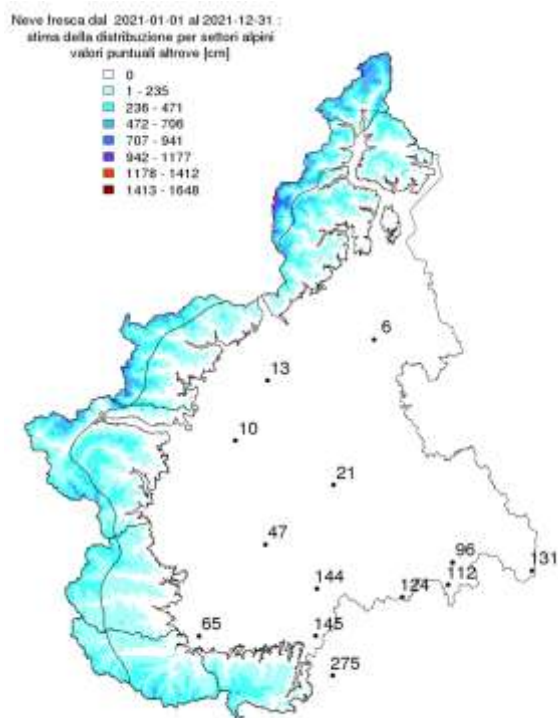 Neve fresca dal 2021-01-01 al 2021-12-31 :
stima della distribuzione per settori alpini
valori puntuali altrove [cm]
0
1 - 235
236 - 471
472 - 706
707 - 941
942 - 1177
1178 - 1412
1413 - 1648
6
13
10
21
47
96
131
112
144
124
65
145
275